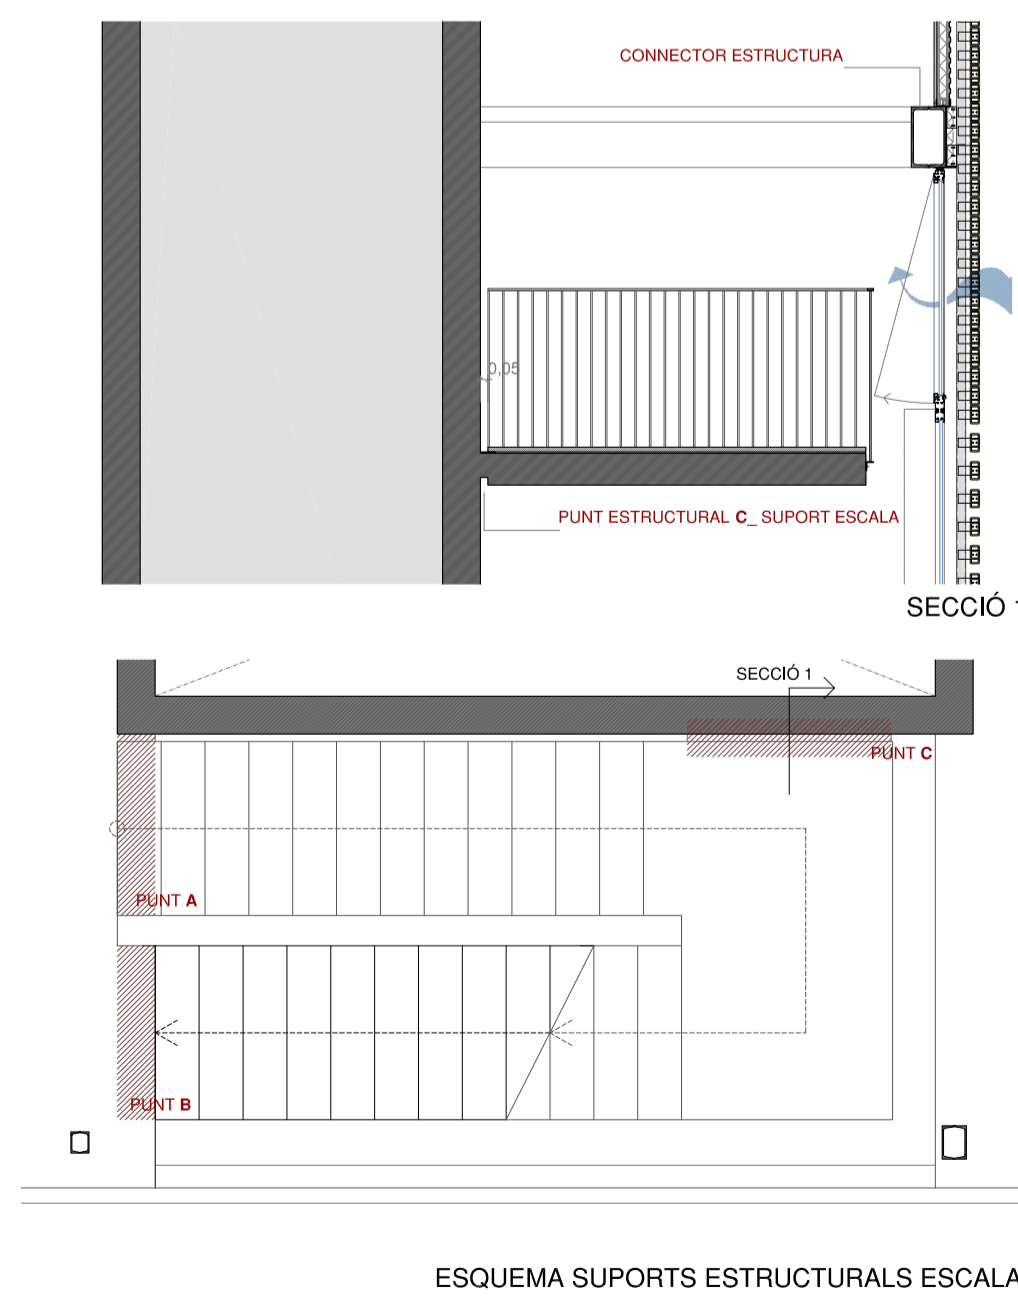 CONNECTOR ESTRUCTURA
0,05
PUNT ESTRUCTURAL C_ SUPORT ESCALA
SECCIÓ 1
SECCIÓ 1
PUNT C
PUNT A
PUNT B
ESQUEMA SUPORTS ESTRUCTURALS ESCALA